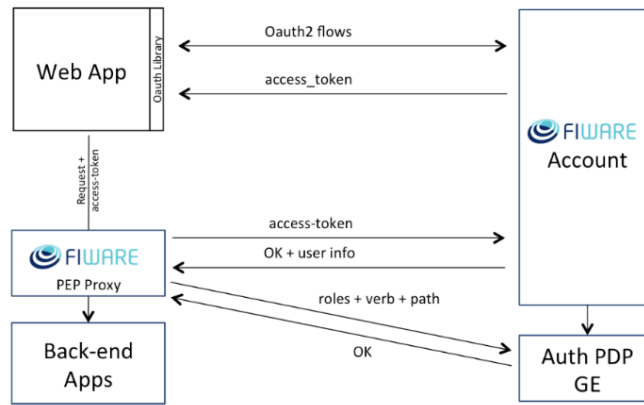 Oauth2 flows
Web App
Oauth Library
access_token
FIWARE
Account
Request +
access-token
access-token
FIWARE
OK + user info
PEP Proxy
roles + verb + path
Back-end
Apps
OK
Auth PDP
GE